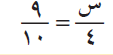 ٩/١٠ = س/٤